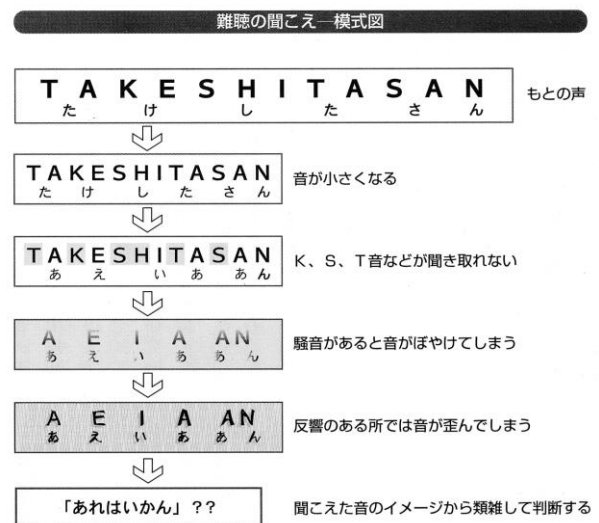 難聴の聞こえ―模式図
TAKESHITASAN もとの声
たけしたさん
TAKESHITASAN 音が小さくなる
たけしたさん
TAKESHITASAN K、S、T音などが聞き取れない
あえいああん
AEIAAN 騒音があると音がぼやけてしまう
あえいああん
AEIAAN 反響のある所では音が歪んでしまう
あえいああん
「あれはいかん」?? 聞こえた音のイメージから類雑して判断する